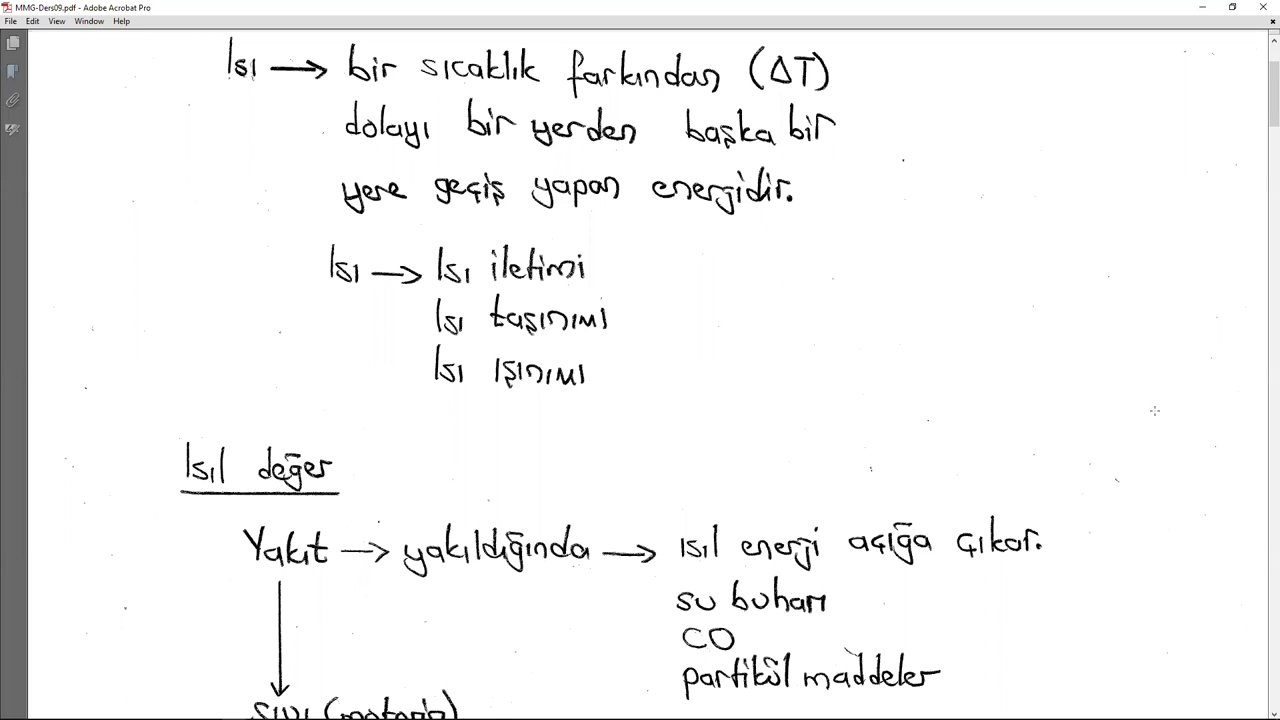 MMG-Ders09.pdf - Adobe Acrobat Pro
File Edit View Window Help
Isı → bir sıcaklık farkından (ΔT)
dolayı bir yerden başka bir
yere geçiş yapan enerjidir.
Isı → Isı iletimi
Isı taşınımı
Isı ışınımı
Isıl değer
Yakıt → yakıldığında → ısıl enerji açığa çıkar.
su buharı
CO
partikül maddeler
sıvı (motorin)